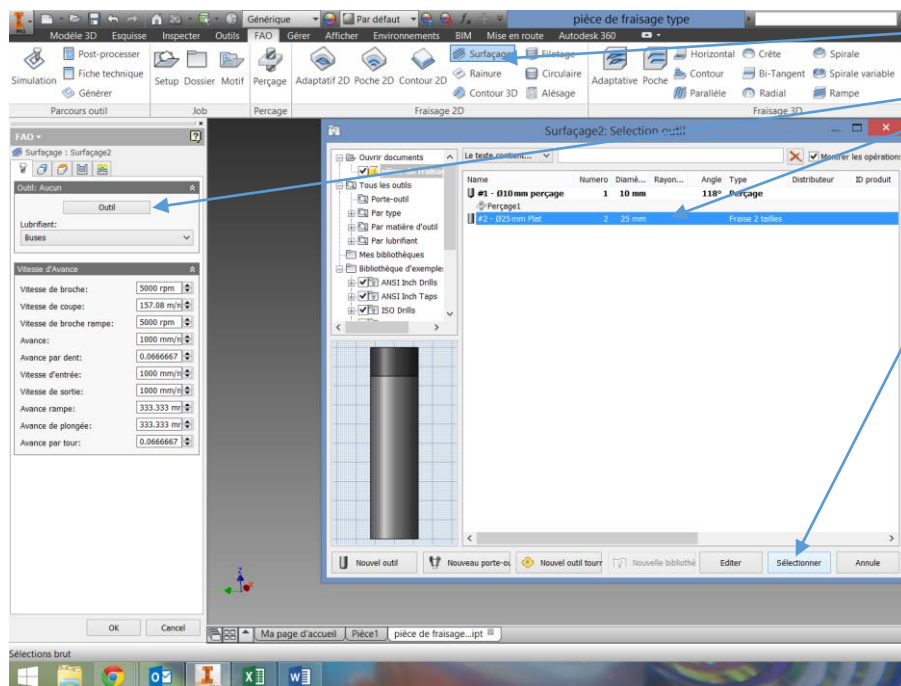 Générique
Par défaut
pièce de fraisage type
PRO
Modèle 3D Esquisse Inspecter Outils FAO Gérer Afficher Environnements BIM Mise en route Autodesk 360
Simulation
Post-processer
Fiche technique
Générer
Setup Dossier Motif
Perçage
Adaptatif 2D Poche 2D Contour 2D
Surfaçage
Rainure
Contour 3D
Filetage
Circulaire
Alésage
Adaptative Poche
Horizontal
Contour
Parallèle
Crête
Bi-Tangent
Radial
Spirale
Spirale variable
Rampe
Parcours outil
Job
Percage
Fraisage 2D
Fraisage 3D
FAO
Surfaçage : Surfaçage2
Outil: Aucun
Outil
Lubrifiant:
Buses
Vitesse d'Avance
Vitesse de broche: 5000 rpm
Vitesse de coupe: 157.08 m/n
Vitesse de broche rampe: 5000 rpm
Avance: 1000 mm/n
Avance par dent: 0.0666667
Vitesse d'entrée: 1000 mm/n
Vitesse de sortie: 1000 mm/n
Avance rampe: 333.333 mr
Avance de plongée: 333.333 mr
Avance par tour: 0.0666667
OK
Cancel
Surfaçage2: Selection outil
Ouvrir documents
Tous les outils
Porte-outil
Par type
Par matière d'outil
Par lubrifiant
Mes bibliothèques
Bibliothèque d'exemple:
ANSI Inch Drills
ANSI Inch Taps
ISO Drills
Le texte contient...
Montrer les opérations
Name Numero Diamè... Rayon... Angle Type Distributeur ID produit
#1 - Ø10 mm perçage 1 10 mm 118° Perçage
Perçage1
#2 - Ø25 mm Plat 2 25 mm Fraise 2 tailles
Nouvel outil
Nouveau porte-ou
Nouvel outil tourr
Nouvelle bibliothè
Editer
Sélectionner
Annule
z
x
Ma page d'accueil
Pièce1
pièce de fraisage...ipt
Sélections brut